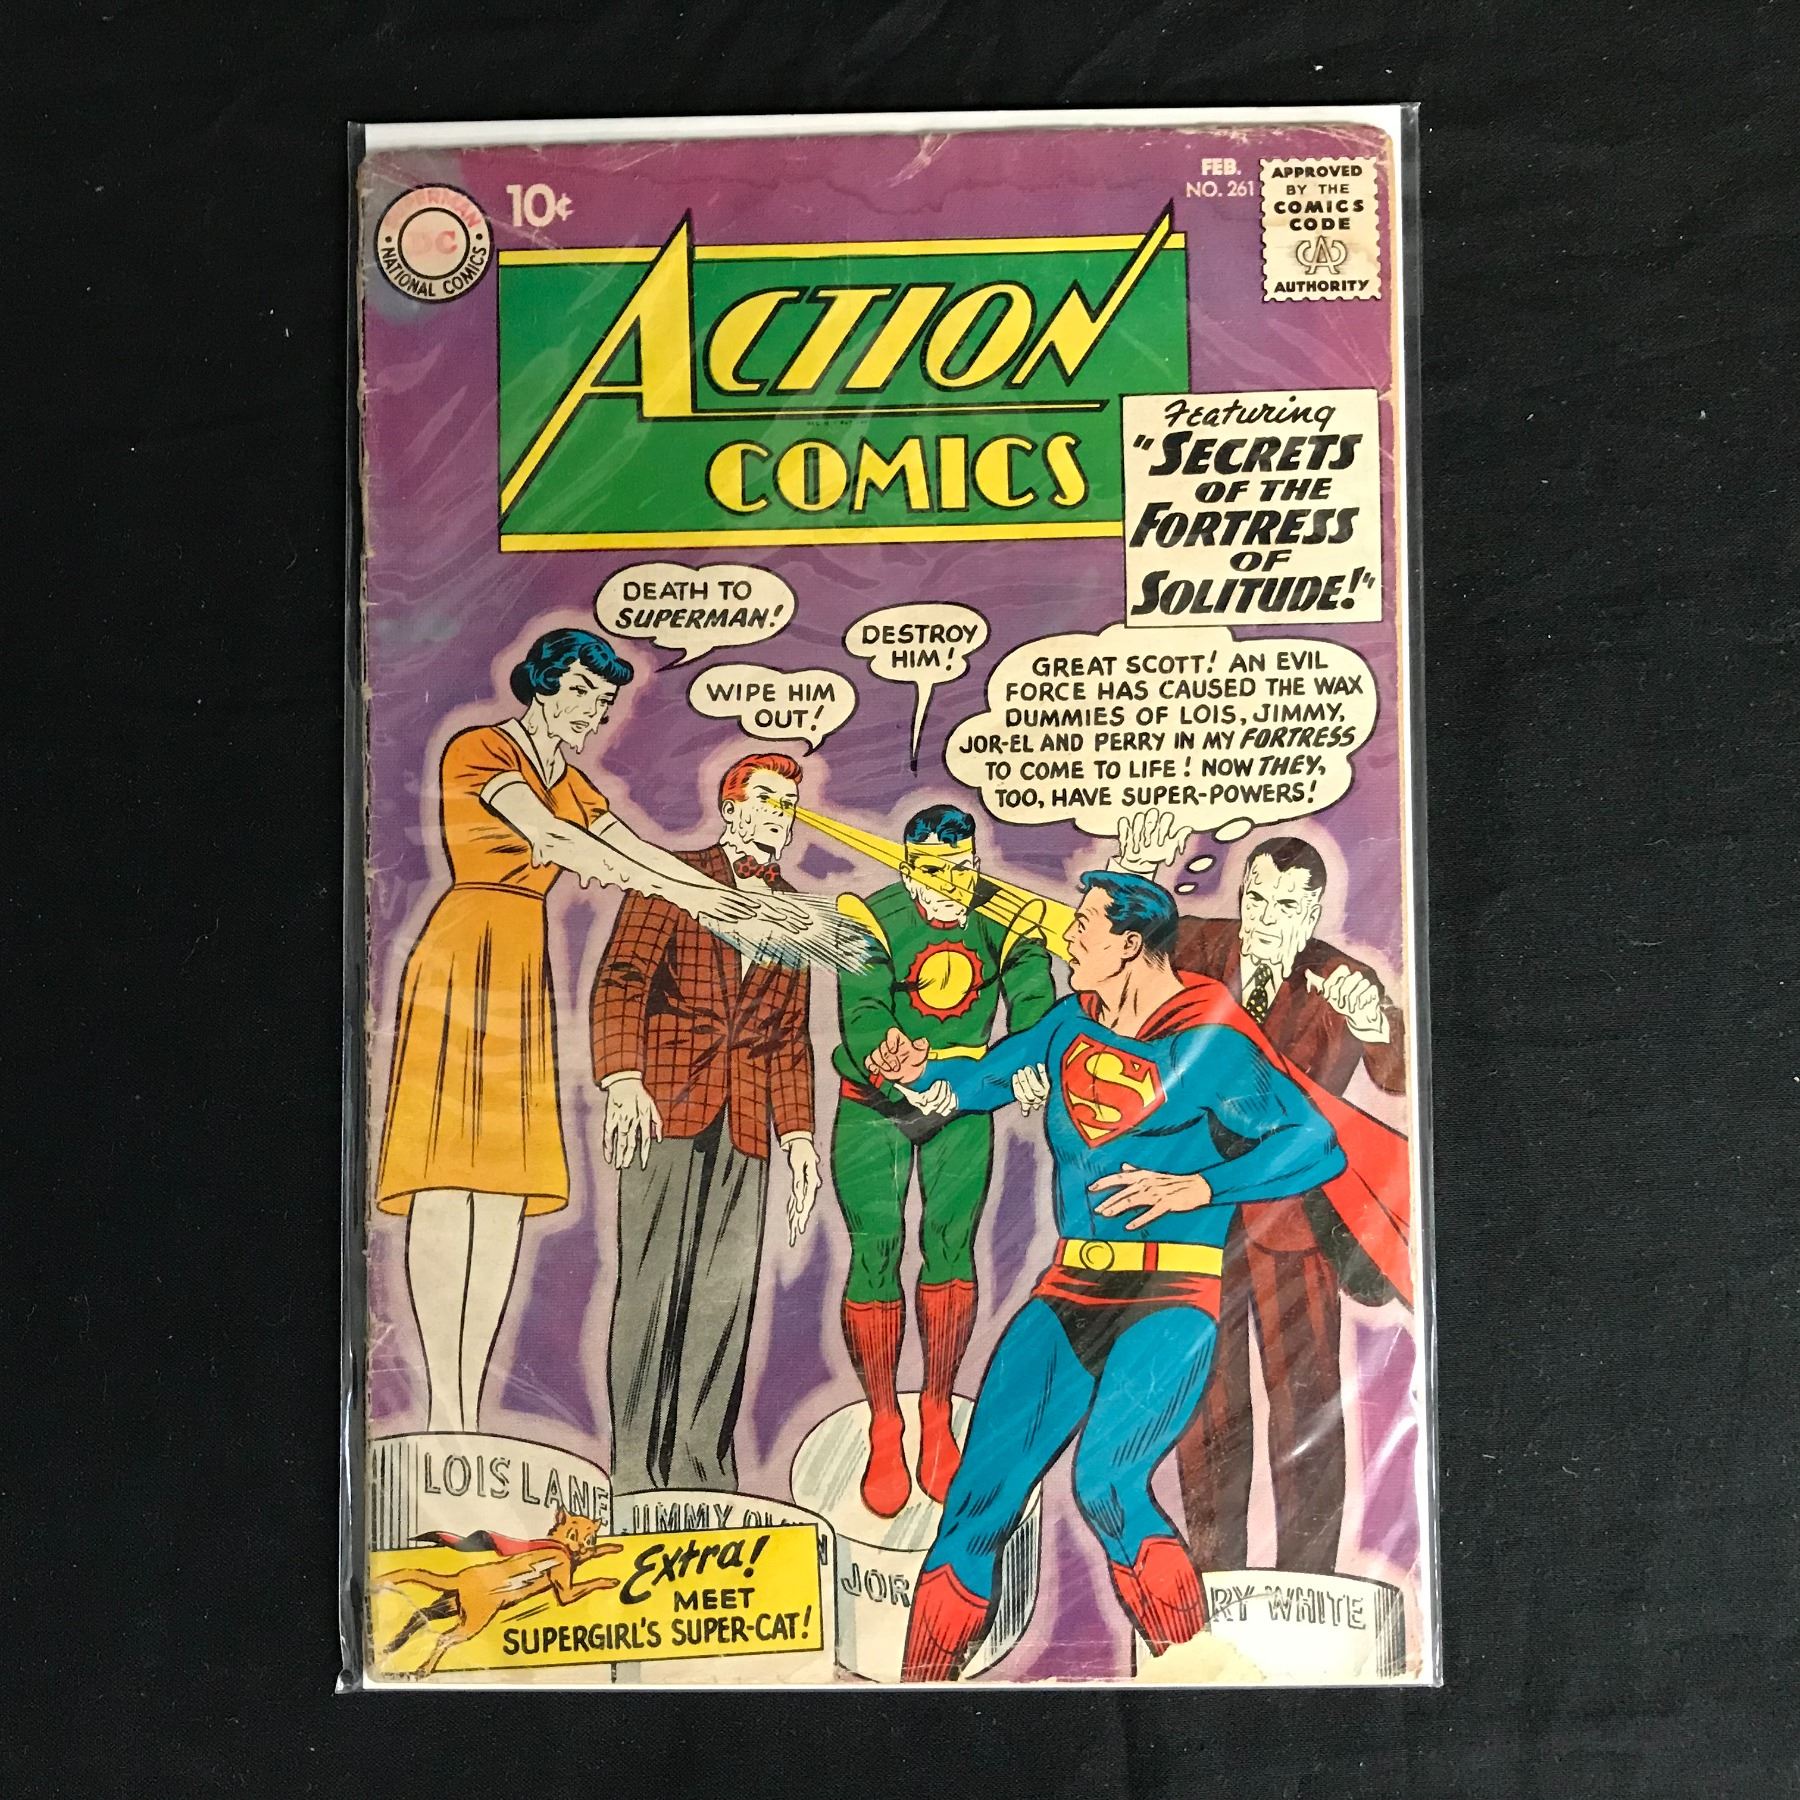 SUPERMAN
DC
NATIONAL COMICS
10¢
FEB.
NO. 261
APPROVED
BY THE
COMICS
CODE
CA
AUTHORITY
ACTION
COMICS
Featuring
"SECRETS
OF THE
FORTRESS
OF
SOLITUDE!"
DEATH TO
SUPERMAN!
WIPE HIM
OUT!
DESTROY
HIM!
GREAT SCOTT! AN EVIL
FORCE HAS CAUSED THE WAX
DUMMIES OF LOIS, JIMMY,
JOR-EL AND PERRY IN MY FORTRESS
TO COME TO LIFE! NOW THEY,
TOO, HAVE SUPER-POWERS!
S
LOIS LANE
JIMMY OLSEN
JOR
RY WHITE
Extra!
MEET
SUPERGIRL'S SUPER-CAT!